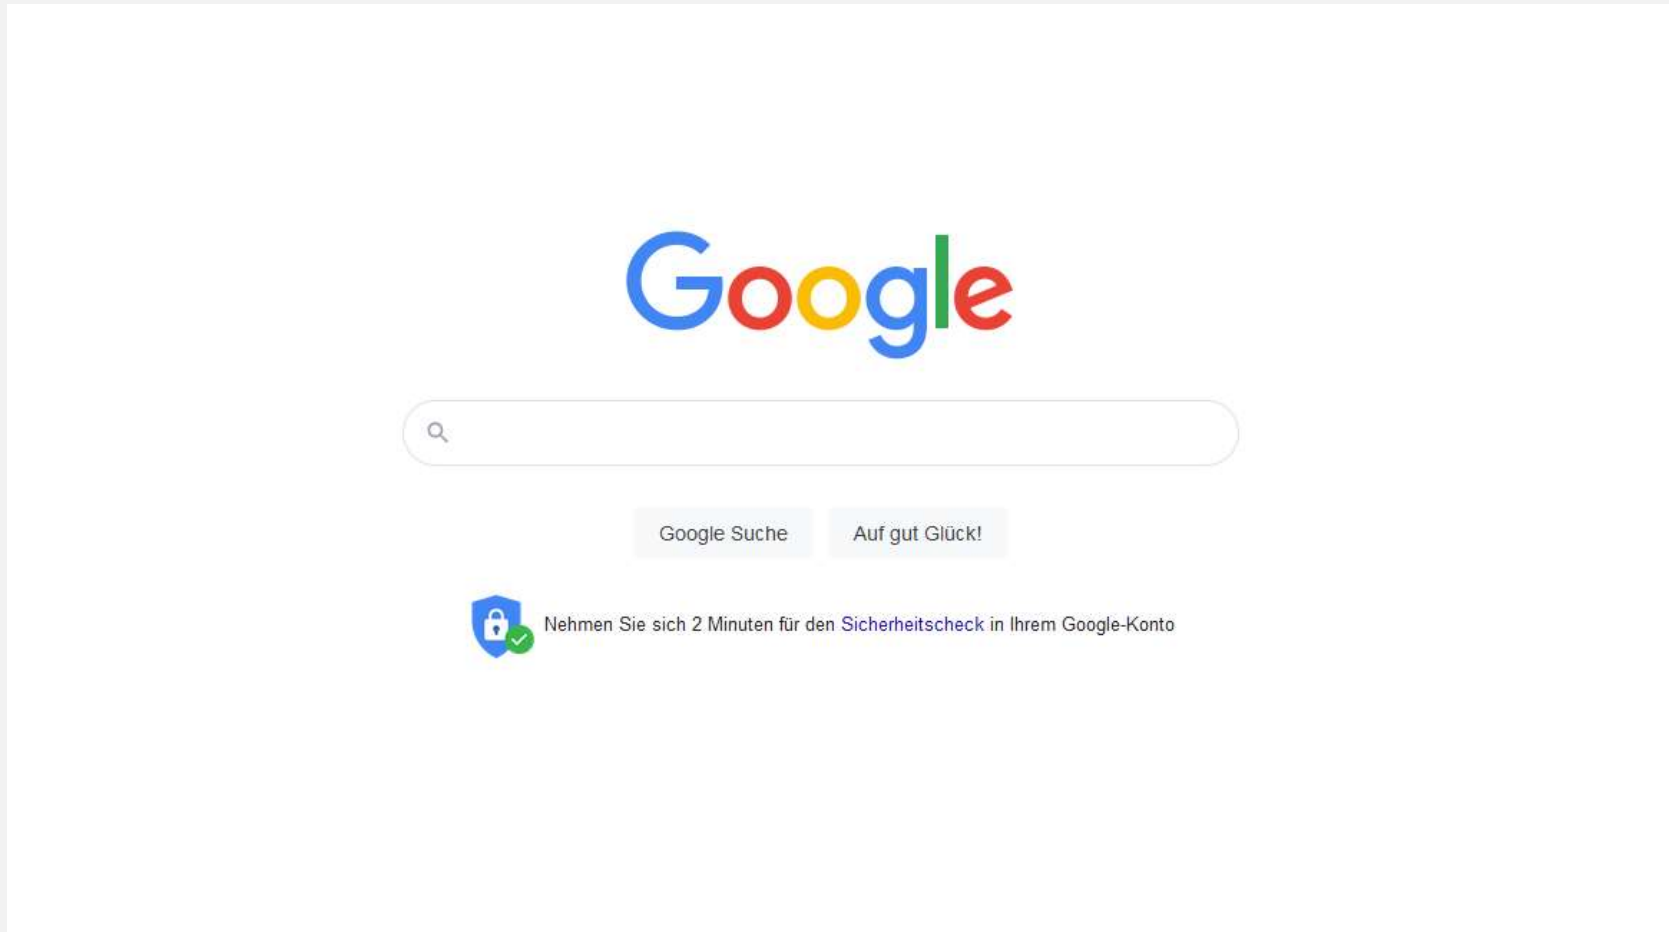 Google
Google Suche
Auf gut Glück!
Nehmen Sie sich 2 Minuten für den Sicherheitscheck in Ihrem Google-Konto